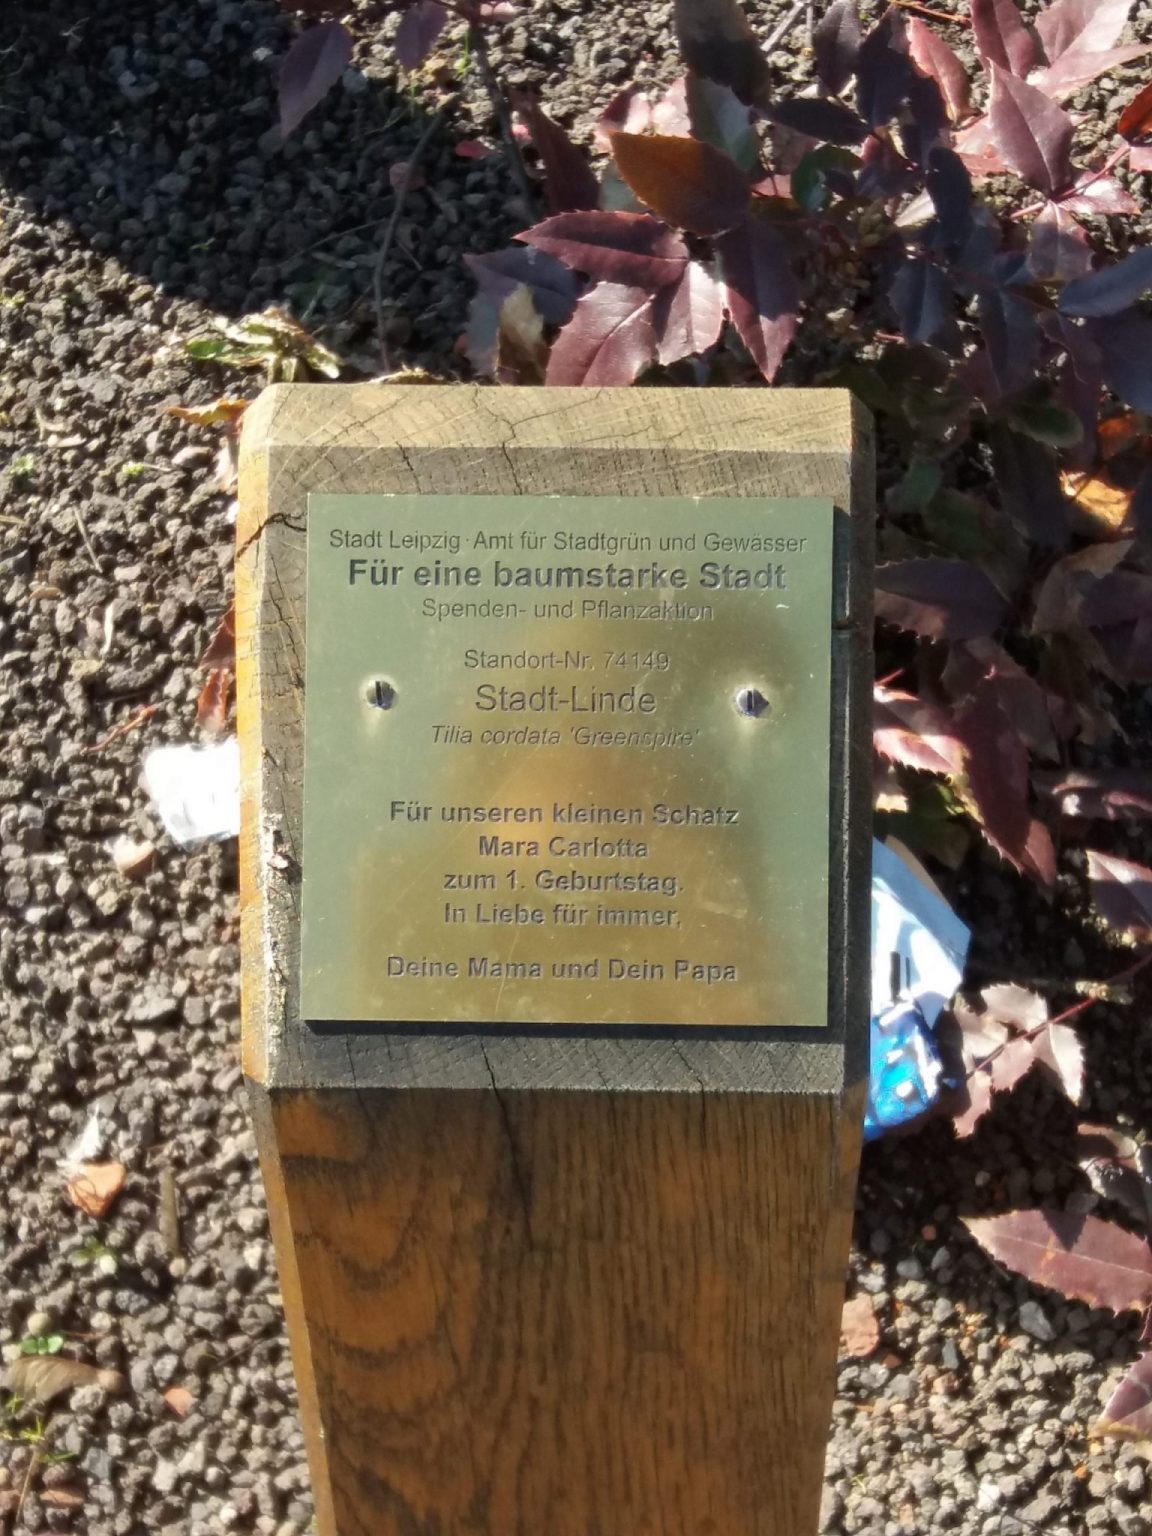 Stadt Leipzig · Amt für Stadtgrün und Gewässer
Für eine baumstarke Stadt
Spenden- und Pflanzaktion
Standort-Nr. 74149
Stadt-Linde
Tilia cordata 'Greenspire'
Für unseren kleinen Schatz
Mara Carlotta
zum 1. Geburtstag.
In Liebe für immer,
Deine Mama und Dein Papa